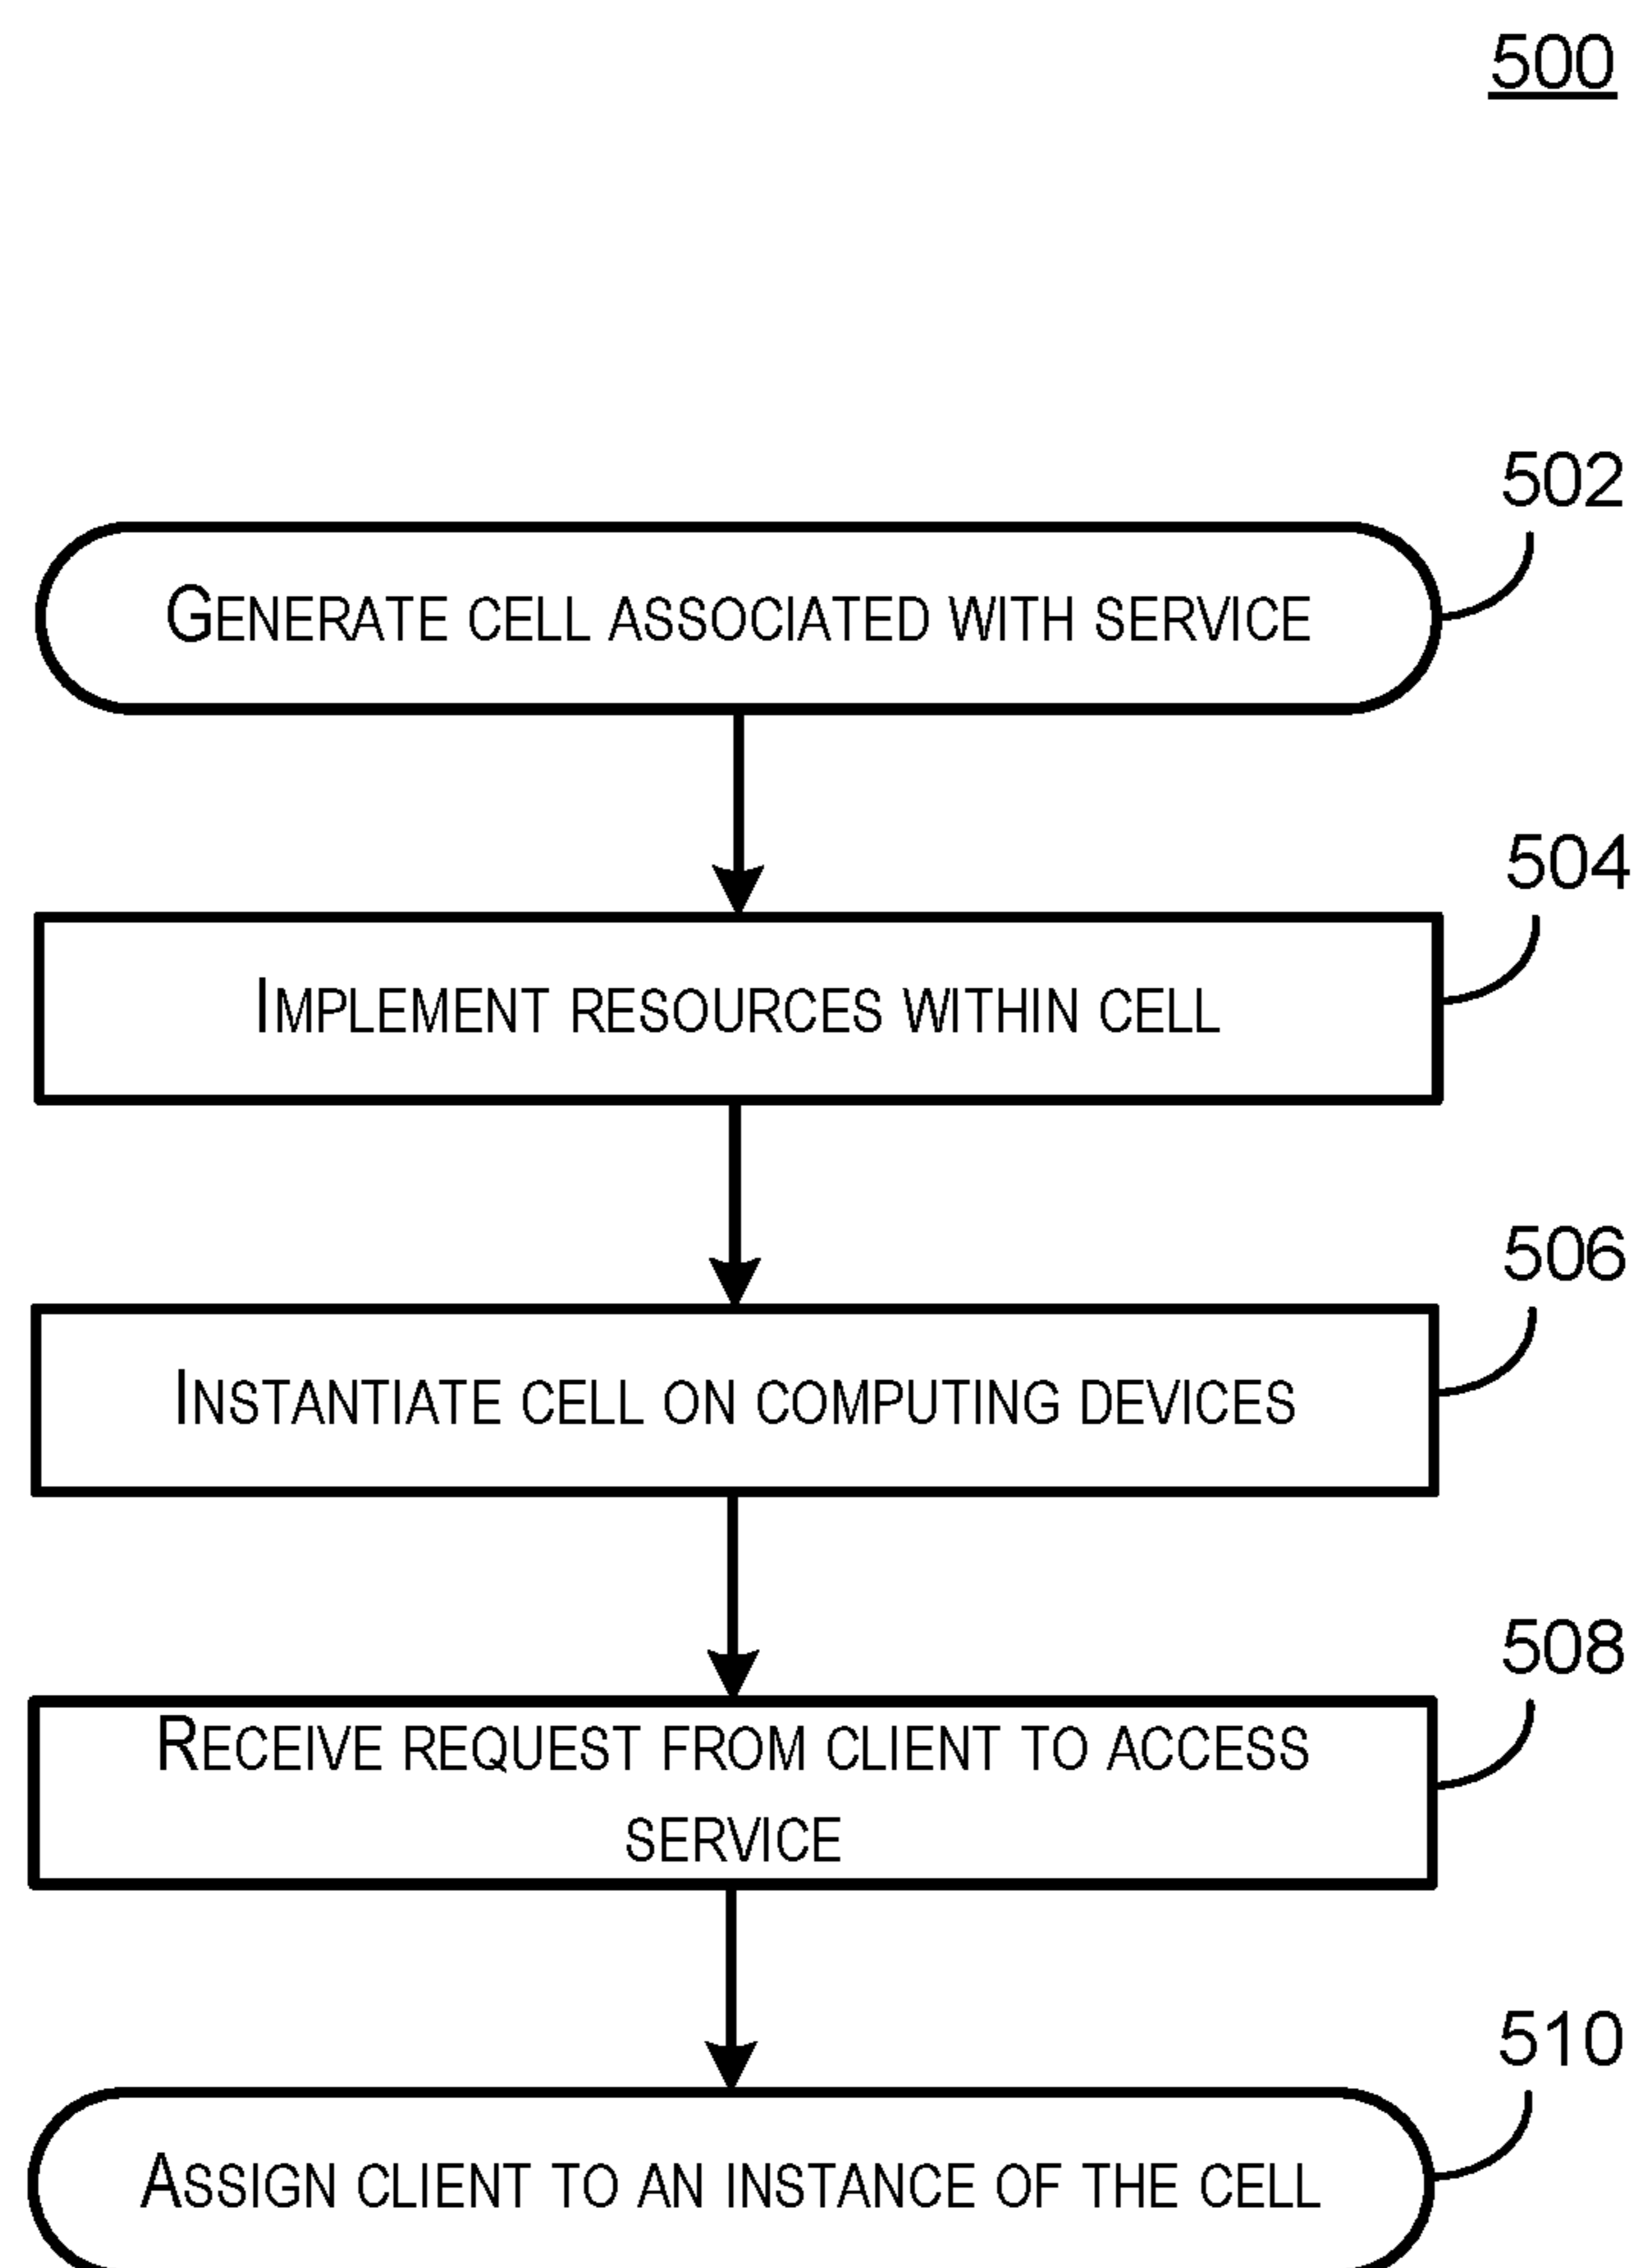 500
502
GENERATE CELL ASSOCIATED WITH SERVICE
504
IMPLEMENT RESOURCES WITHIN CELL
506
INSTANTIATE CELL ON COMPUTING DEVICES
508
RECEIVE REQUEST FROM CLIENT TO ACCESS
SERVICE
510
ASSIGN CLIENT TO AN INSTANCE OF THE CELL